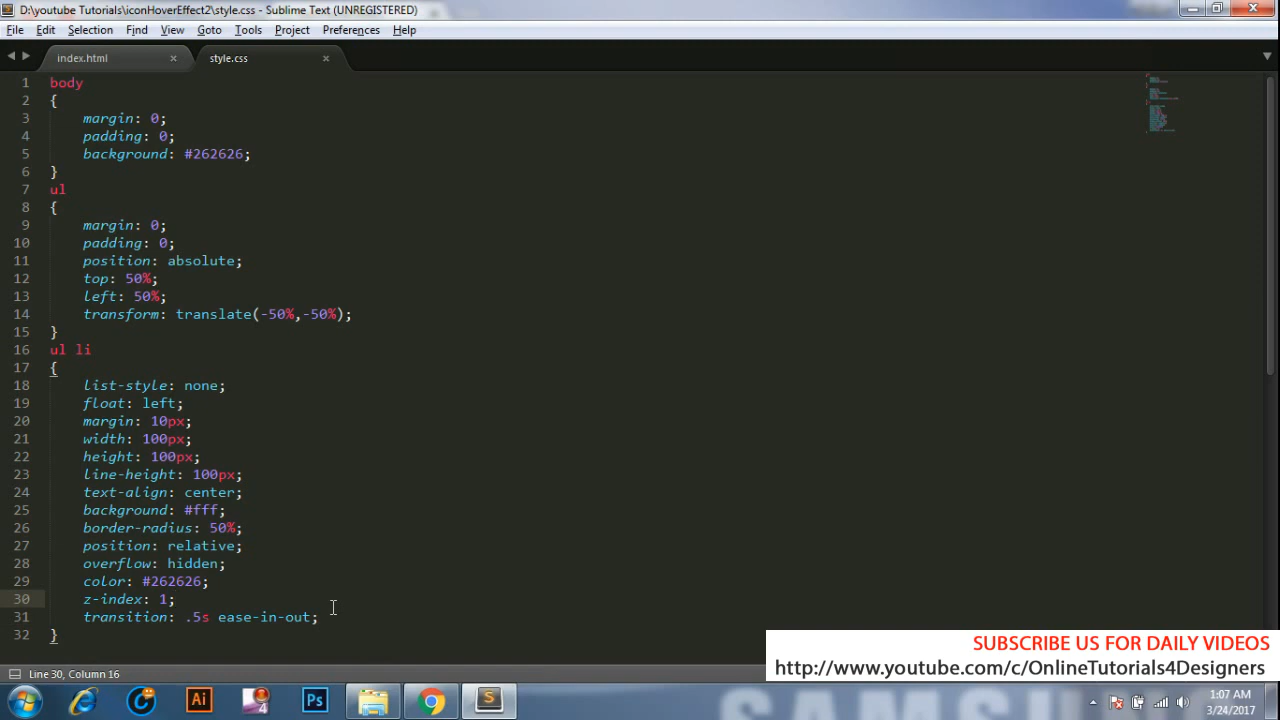 D:\youtube Tutorials\iconHoverEffect2\style.css - Sublime Text (UNREGISTERED)
File Edit Selection Find View Goto Tools Project Preferences Help
index.html × style.css ×
1 body
2 {
3 margin: 0;
4 padding: 0;
5 background: #262626;
6 }
7 ul
8 {
9 margin: 0;
10 padding: 0;
11 position: absolute;
12 top: 50%;
13 left: 50%;
14 transform: translate(-50%,-50%);
15 }
16 ul li
17 {
18 list-style: none;
19 float: left;
20 margin: 10px;
21 width: 100px;
22 height: 100px;
23 line-height: 100px;
24 text-align: center;
25 background: #fff;
26 border-radius: 50%;
27 position: relative;
28 overflow: hidden;
29 color: #262626;
30 z-index: 1;
31 transition: .5s ease-in-out;
32 }
SUBSCRIBE US FOR DAILY VIDEOS
http://www.youtube.com/c/OnlineTutorials4Designers
Line 30, Column 16
Ai
4
Ps
1:07 AM
3/24/2017